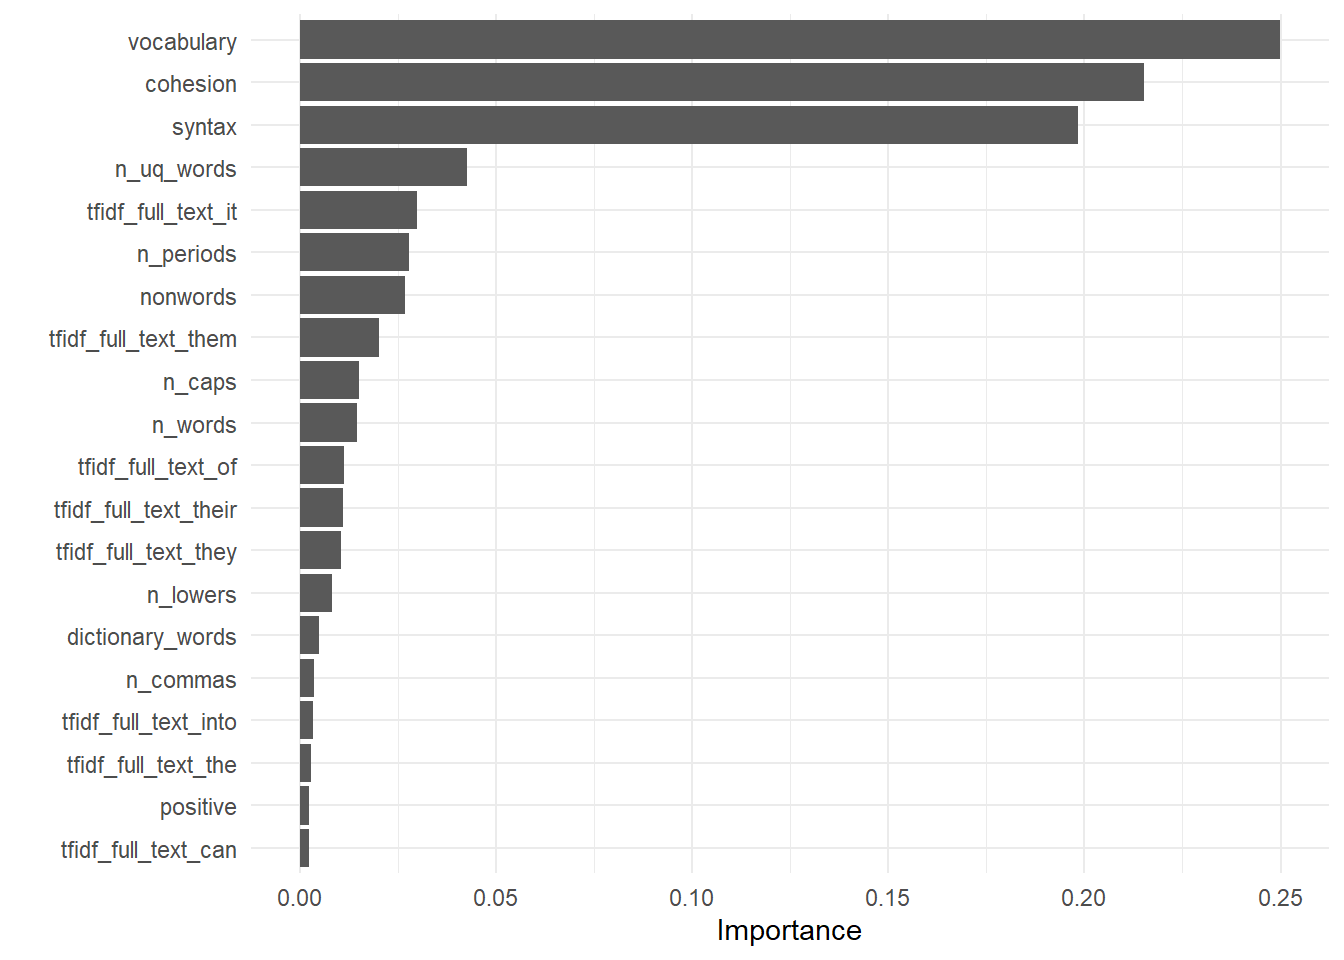 vocabulary
cohesion
syntax
n_uq_words
tfidf_full_text_it
n_periods
nonwords
tfidf_full_text_them
n_caps
n_words
tfidf_full_text_of
tfidf_full_text_their
tfidf_full_text_they
n_lowers
dictionary_words
n_commas
tfidf_full_text_into
tfidf_full_text_the
positive
tfidf_full_text_can
0.00 0.05 0.10 0.15 0.20 0.25
Importance